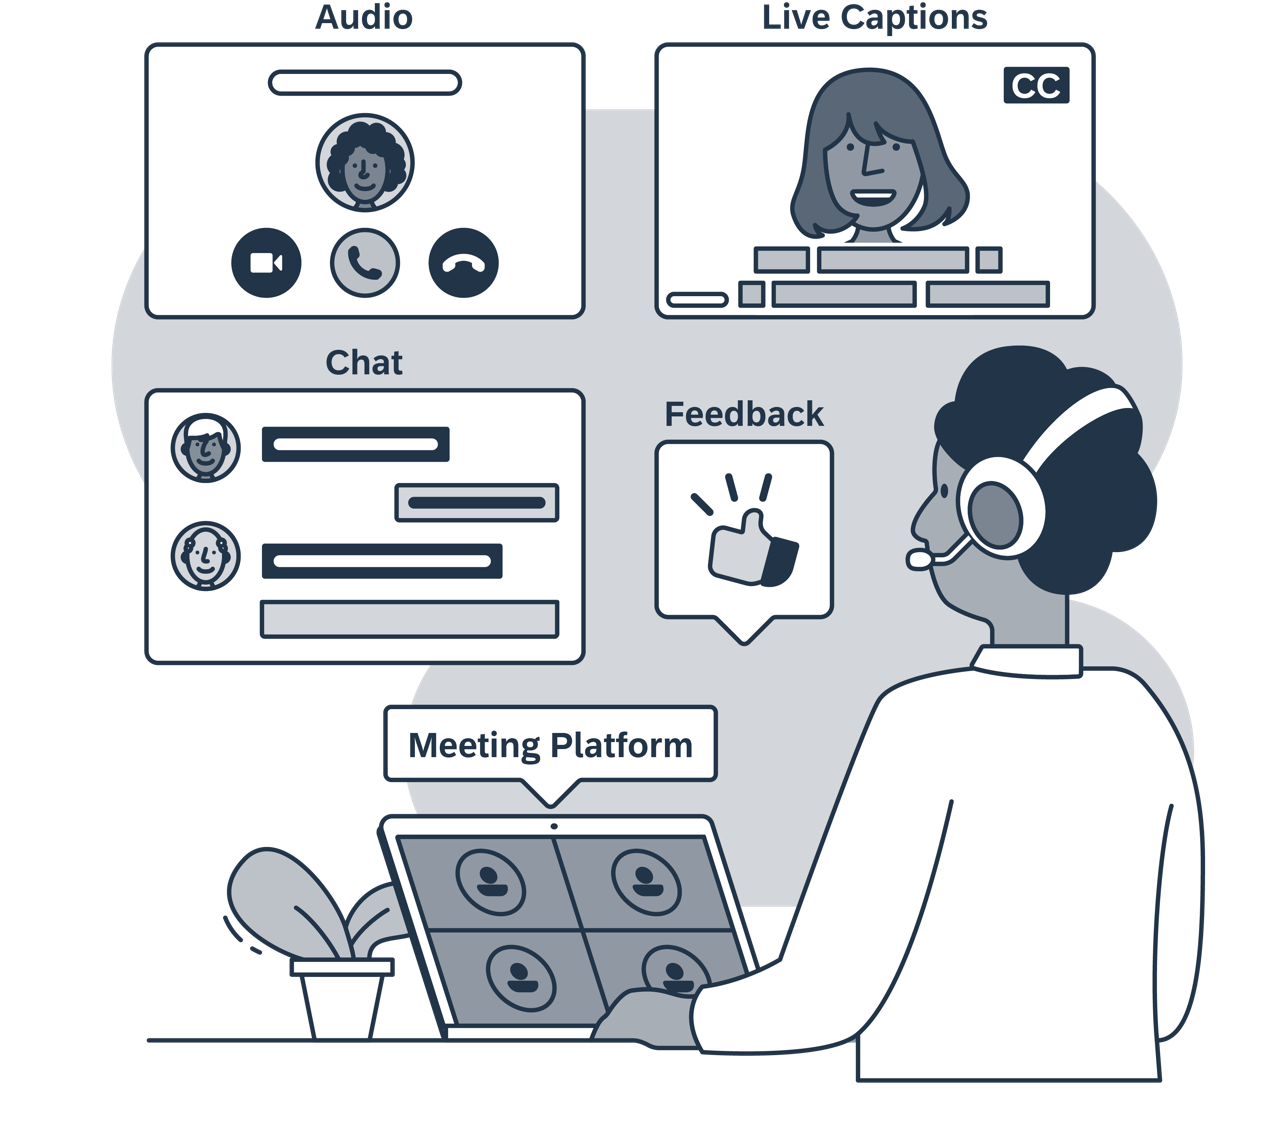 Audio
Live Captions
CC
Chat
Feedback
Meeting Platform